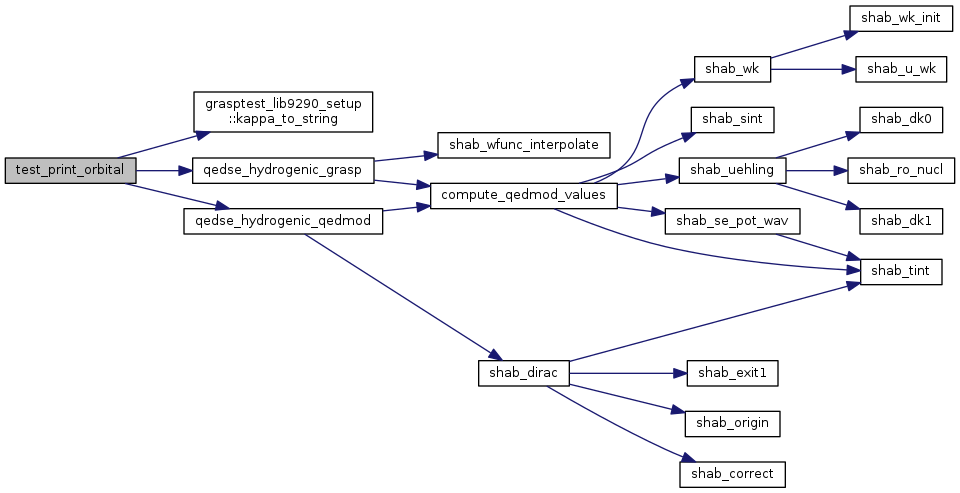 shab_wk_init
shab_wk
shab_u_wk
grasptest_lib9290_setup
::kappa_to_string
shab_sint
shab_dk0
shab_wfunc_interpolate
test_print_orbital
qedse_hydrogenic_grasp
shab_uehling
shab_ro_nucl
compute_qedmod_values
qedse_hydrogenic_qedmod
shab_se_pot_wav
shab_dk1
shab_tint
shab_dirac
shab_exit1
shab_origin
shab_correct